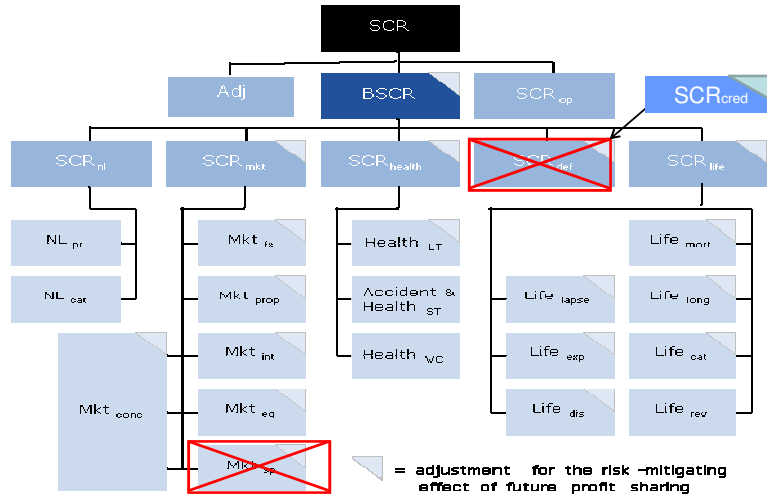 SCR
Adj
BSCR
SCR op
SCRcred
SCR nl
SCR mkt
SCR health
SCR def
SCR life
NL pr
Mkt fx
Health LT
Life mort
NL cat
Mkt prop
Accident &
Health ST
Life lapse
Life long
Mkt int
Health WC
Life exp
Life cat
Mkt conc
Mkt eq
Life dis
Life rev
Mkt sp
= adjustment for the risk -mitigating
effect of future profit sharing